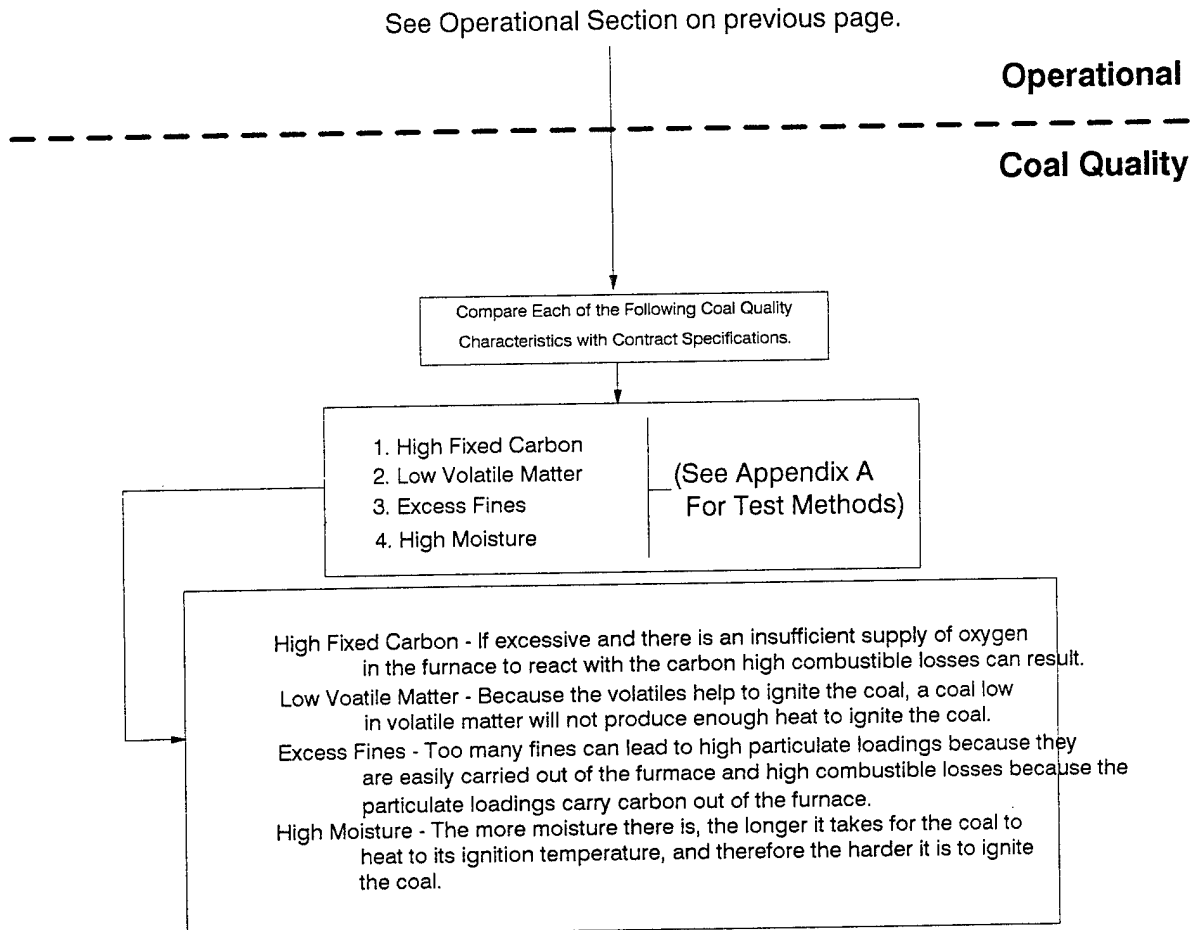 See Operational Section on previous page.
Operational
Coal Quality
Compare Each of the Following Coal Quality
Characteristics with Contract Specifications.
1. High Fixed Carbon
2. Low Volatile Matter
3. Excess Fines
4. High Moisture
(See Appendix A
For Test Methods)
High Fixed Carbon - If excessive and there is an insufficient supply of oxygen
in the furnace to react with the carbon high combustible losses can result.
Low Voatile Matter - Because the volatiles help to ignite the coal, a coal low
in volatile matter will not produce enough heat to ignite the coal.
Excess Fines - Too many fines can lead to high particulate loadings because they
are easily carried out of the furmace and high combustible losses because the
particulate loadings carry carbon out of the furnace.
High Moisture - The more moisture there is, the longer it takes for the coal to
heat to its ignition temperature, and therefore the harder it is to ignite
the coal.